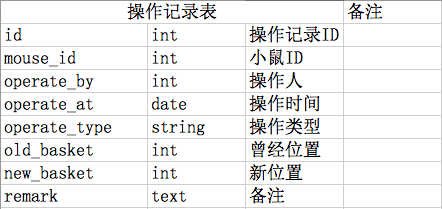 操作记录表 备注
id int 操作记录ID
mouse_id int 小鼠ID
operate_by int 操作人
operate_at date 操作时间
operate_type string 操作类型
old_basket int 曾经位置
new_basket int 新位置
remark text 备注